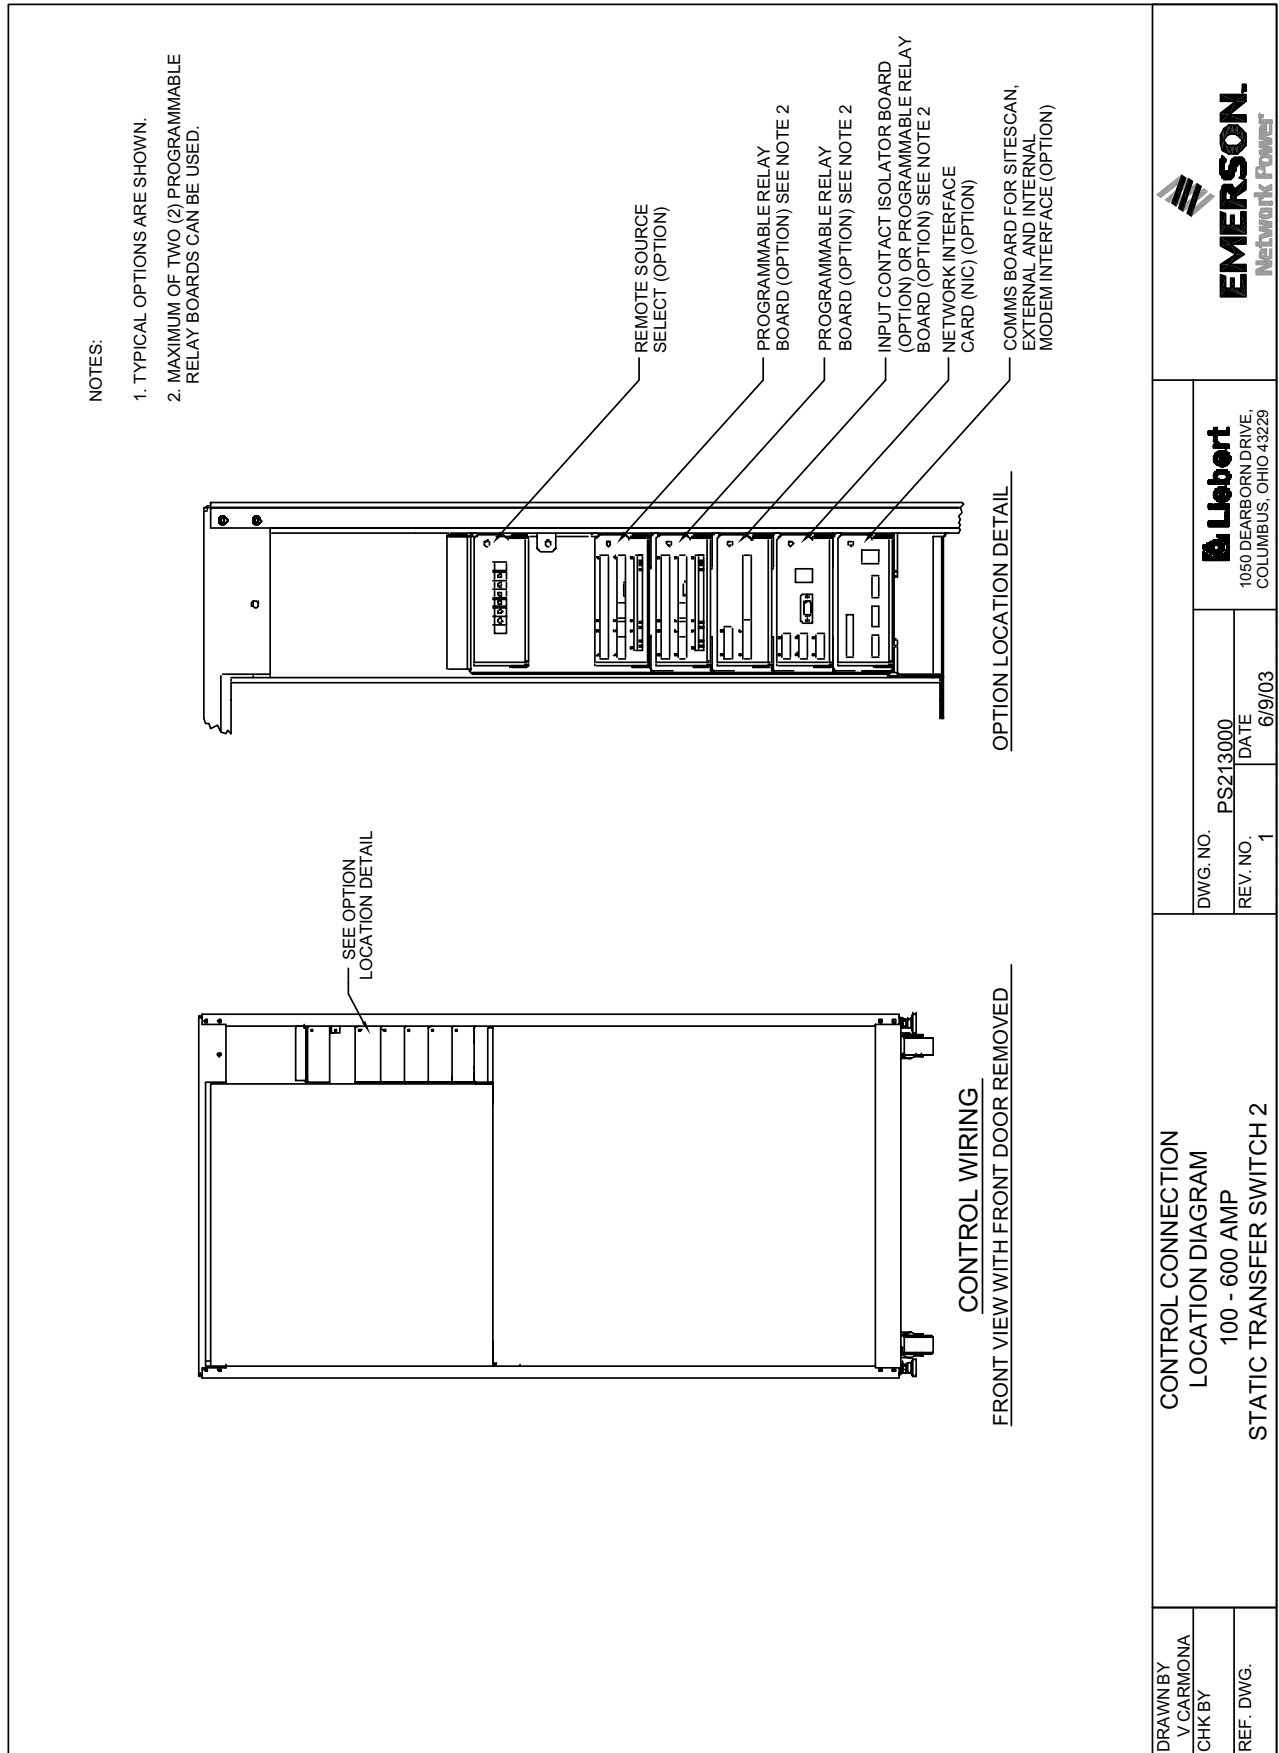 NOTES:
1. TYPICAL OPTIONS ARE SHOWN.
2. MAXIMUM OF TWO (2) PROGRAMMABLE
RELAY BOARDS CAN BE USED.
SEE OPTION
LOCATION DETAIL
REMOTE SOURCE
SELECT (OPTION)
PROGRAMMABLE RELAY
BOARD (OPTION) SEE NOTE 2
PROGRAMMABLE RELAY
BOARD (OPTION) SEE NOTE 2
INPUT CONTACT ISOLATOR BOARD
(OPTION) OR PROGRAMMABLE RELAY
BOARD (OPTION) SEE NOTE 2
NETWORK INTERFACE
CARD (NIC) (OPTION)
COMMS BOARD FOR SITESCAN,
EXTERNAL AND INTERNAL
MODEM INTERFACE (OPTION)
CONTROL WIRING
FRONT VIEW WITH FRONT DOOR REMOVED
OPTION LOCATION DETAIL
DRAWN BY
V CARMONA
CHK BY
REF. DWG.
CONTROL CONNECTION
LOCATION DIAGRAM
100 - 600 AMP
STATIC TRANSFER SWITCH 2
DWG. NO.
PS213000
REV. NO.
1
DATE
6/9/03
Liebert
1050 DEARBORN DRIVE,
COLUMBUS, OHIO 43229
EMERSON™
Network Power